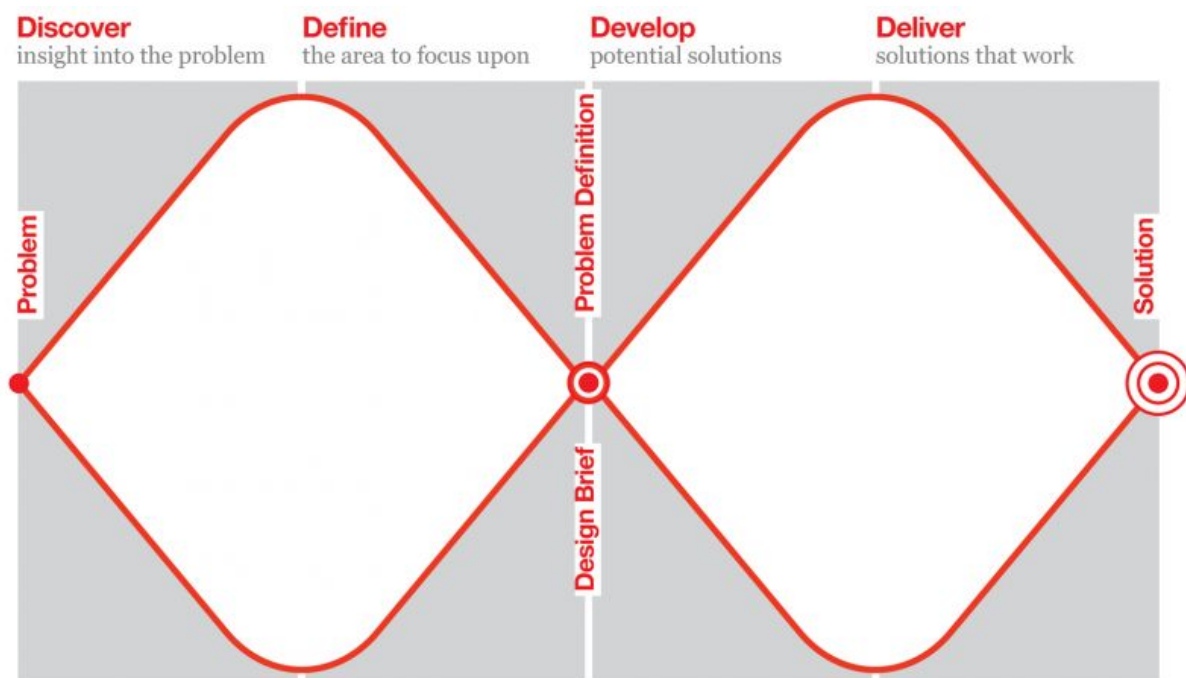 Discover
insight into the problem
Define
the area to focus upon
Develop
potential solutions
Deliver
solutions that work
Problem
Problem Definition
Design Brief
Solution